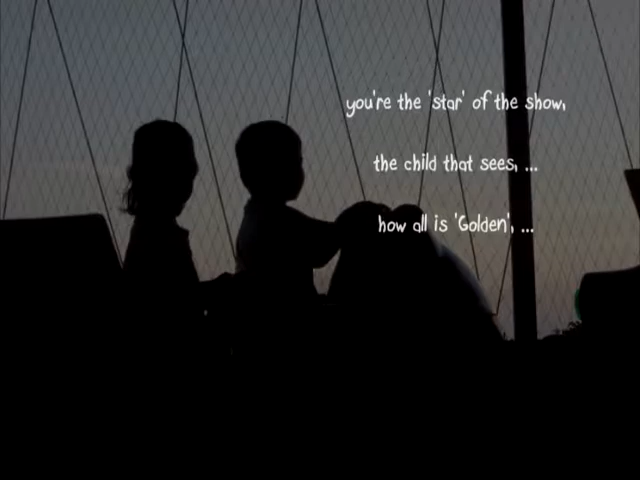 you're the 'star' of the show,
the child that sees, ...
how all is 'Golden', ...